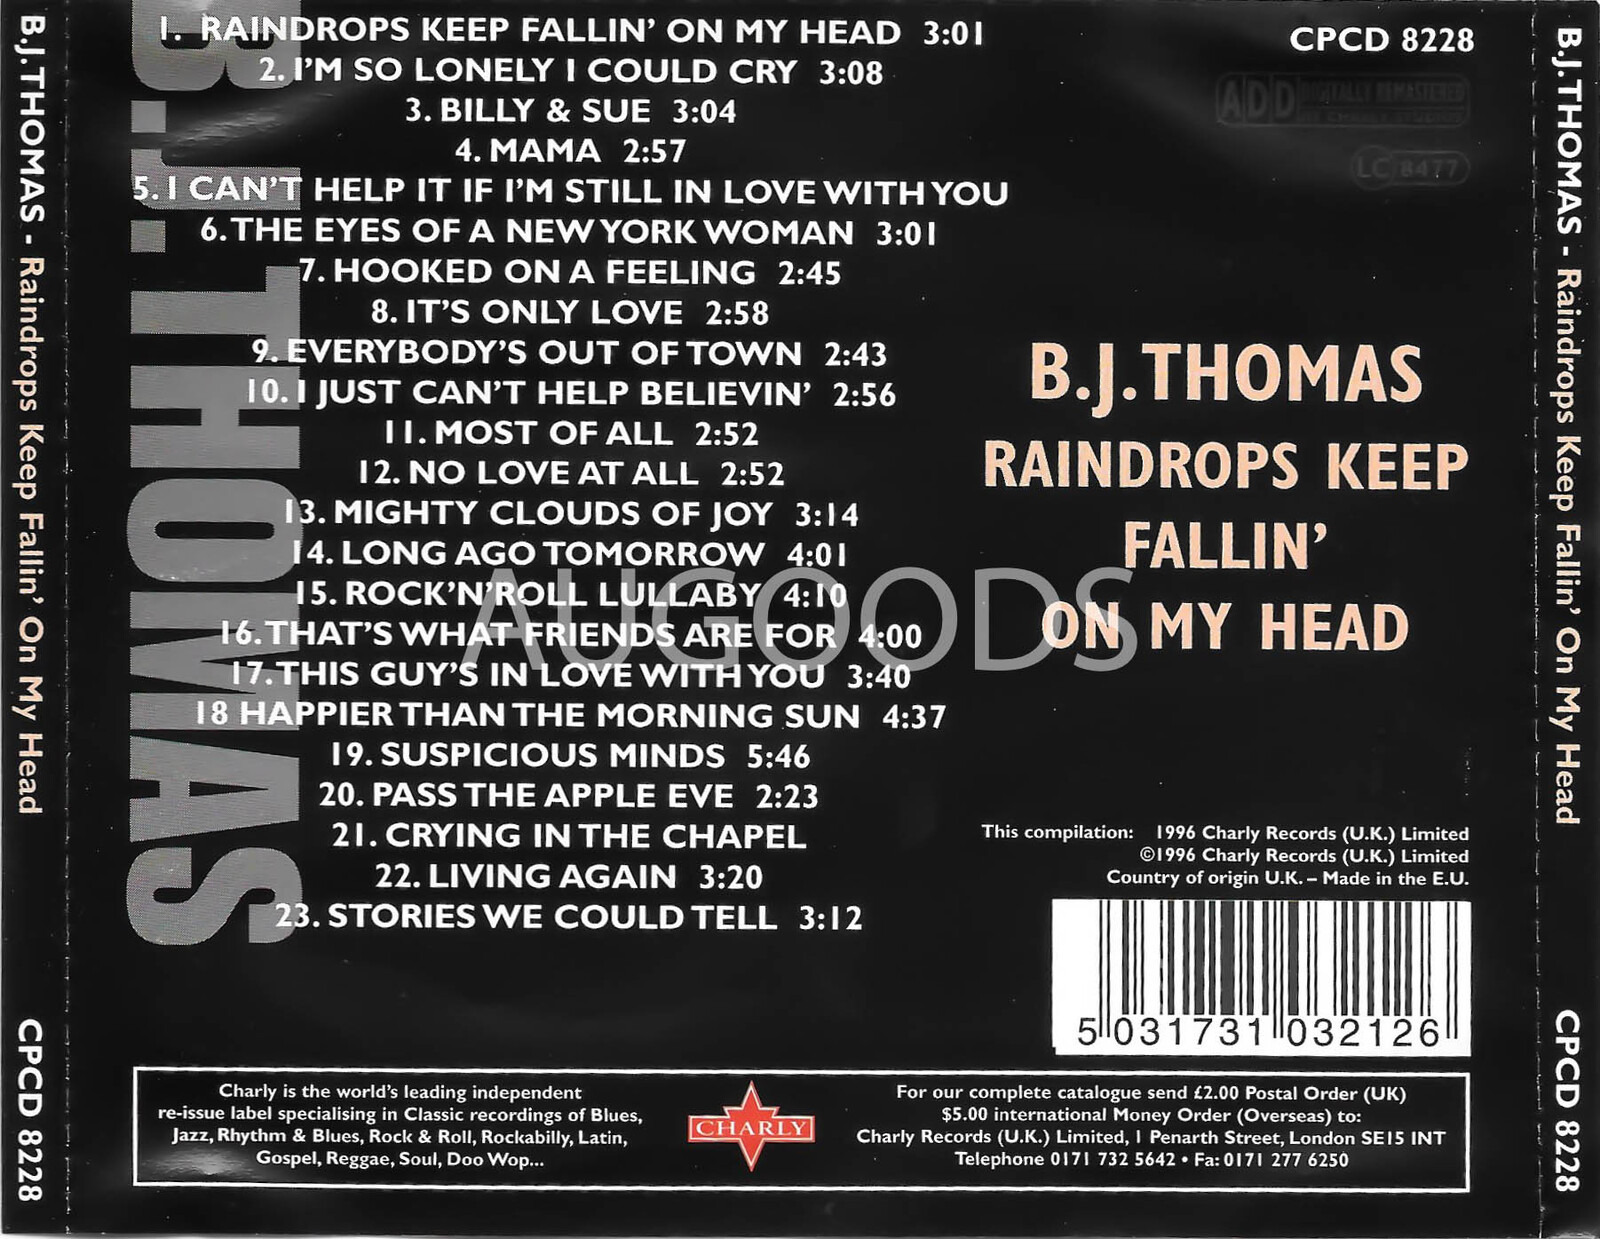 1. RAINDROPS KEEP FALLIN' ON MY HEAD 3:01
2. I'M SO LONELY I COULD CRY 3:08
3. BILLY & SUE 3:04
4. MAMA 2:57
5. I CAN'T HELP IT IF I'M STILL IN LOVE WITH YOU
6. THE EYES OF A NEW YORK WOMAN 3:01
7. HOOKED ON A FEELING 2:45
8. IT'S ONLY LOVE 2:58
9. EVERYBODY'S OUT OF TOWN 2:43
10. I JUST CAN'T HELP BELIEVIN' 2:56
11. MOST OF ALL 2:52
12. NO LOVE AT ALL 2:52
13. MIGHTY CLOUDS OF JOY 3:14
14. LONG AGO TOMORROW 4:01
15. ROCK'N'ROLL LULLABY 4:10
16. THAT'S WHAT FRIENDS ARE FOR 4:00
17. THIS GUY'S IN LOVE WITH YOU 3:40
18 HAPPIER THAN THE MORNING SUN 4:37
19. SUSPICIOUS MINDS 5:46
20. PASS THE APPLE EVE 2:23
21. CRYING IN THE CHAPEL
22. LIVING AGAIN 3:20
23. STORIES WE COULD TELL 3:12
B.J. THOMAS
CPCD 8228
ADD DIGITALLY REMASTERED
LC 8477
B.J. THOMAS
RAINDROPS KEEP
FALLIN'
ON MY HEAD
AUGOODS
This compilation: 1996 Charly Records (U.K.) Limited
©1996 Charly Records (U.K.) Limited
Country of origin U.K. – Made in the E.U.
5 031731 032126
Charly is the world's leading independent
re-issue label specialising in Classic recordings of Blues,
Jazz, Rhythm & Blues, Rock & Roll, Rockabilly, Latin,
Gospel, Reggae, Soul, Doo Wop...
CHARLY
For our complete catalogue send £2.00 Postal Order (UK)
$5.00 international Money Order (Overseas) to:
Charly Records (U.K.) Limited, 1 Penarth Street, London SE15 1NT
Telephone 0171 732 5642 • Fa: 0171 277 6250
B.J. THOMAS - Raindrops Keep Fallin' On My Head CPCD 8228
B.J. THOMAS - Raindrops Keep Fallin' On My Head CPCD 8228